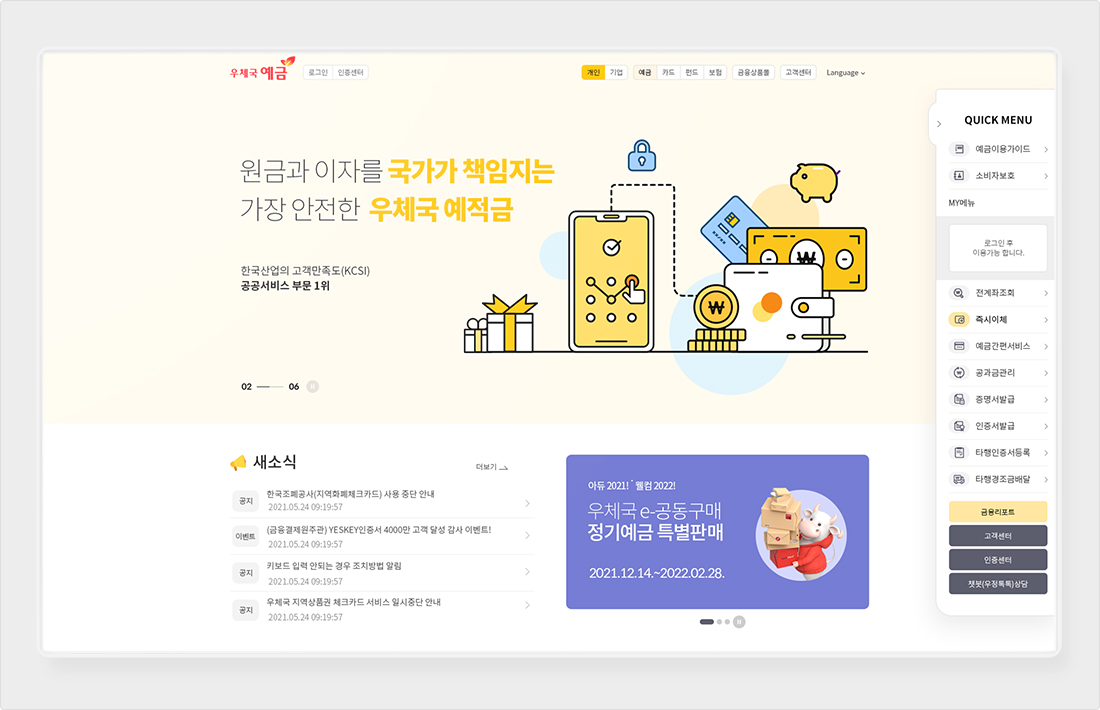 우체국 예금
로그인 인증센터
개인 기업 예금 카드 펀드 보험 금융상품몰 고객센터 Language
원금과 이자를 국가가 책임지는
가장 안전한 우체국 예적금
한국산업의 고객만족도(KCSI)
공공서비스 부문 1위
02 06
새소식
더보기
공지 한국조폐공사(지역화폐체크카드) 사용 중단 안내
2021.05.24 09:19:57
이벤트 (금융결제원주관) YESKEY인증서 4000만 고객 달성 감사 이벤트!
2021.05.24 09:19:57
공지 키보드 입력 안되는 경우 조치방법 알림
2021.05.24 09:19:57
공지 우체국 지역상품권 체크카드 서비스 일시중단 안내
2021.05.24 09:19:57
아듀 2021! 웰컴 2022!
우체국 e-공동구매
정기예금 특별판매
2021.12.14.~2022.02.28.
QUICK MENU
예금이용가이드
소비자보호
MY메뉴
로그인 후
이용가능 합니다.
전계좌조회
즉시이체
예금간편서비스
공과금관리
증명서발급
인증서발급
타행인증서등록
타행경조금배달
금융리포트
고객센터
인증센터
챗봇(우정톡톡)상담